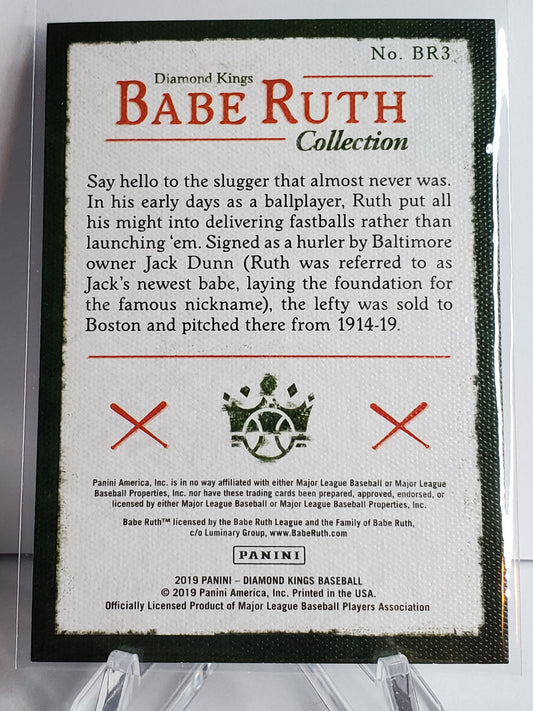 No. BR3
Diamond Kings
BABE RUTH
Collection
Say hello to the slugger that almost never was.
In his early days as a ballplayer, Ruth put all
his might into delivering fastballs rather than
launching ‘em. Signed as a hurler by Baltimore
owner Jack Dunn (Ruth was referred to as
Jack's newest babe, laying the foundation for
the famous nickname), the lefty was sold to
Boston and pitched there from 1914-19.
Panini America, Inc. is in no way affiliated with either Major League Baseball or Major League
Baseball Properties, Inc. nor have these trading cards been prepared, approved, endorsed, or
licensed by either Major League Baseball or Major League Baseball Properties, Inc.
Babe Ruth™ licensed by the Babe Ruth League and the Family of Babe Ruth,
c/o Luminary Group, www.BabeRuth.com
PANINI
2019 PANINI – DIAMOND KINGS BASEBALL
© 2019 Panini America, Inc. Printed in the USA.
Officially Licensed Product of Major League Baseball Players Association